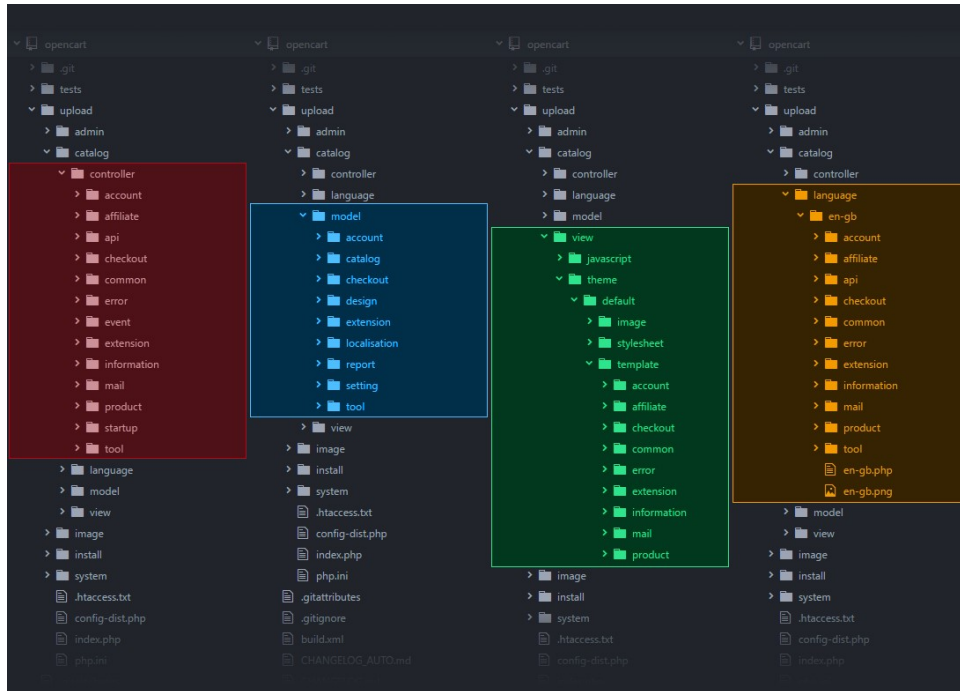 opencart
.git
tests
upload
admin
catalog
controller
account
affiliate
api
checkout
common
error
event
extension
information
mail
product
startup
tool
language
model
view
image
install
system
.htaccess.txt
config-dist.php
index.php
php.ini
opencart
.git
tests
upload
admin
catalog
controller
language
model
account
catalog
checkout
design
extension
localisation
report
setting
tool
view
image
install
system
.htaccess.txt
config-dist.php
index.php
php.ini
.gitattributes
.gitignore
build.xml
CHANGELOG_AUTO.md
opencart
.git
tests
upload
admin
catalog
controller
language
model
view
javascript
theme
default
image
stylesheet
template
account
affiliate
checkout
common
error
extension
information
mail
product
image
install
system
.htaccess.txt
config-dist.php
opencart
.git
tests
upload
admin
catalog
controller
language
en-gb
account
affiliate
api
checkout
common
error
extension
information
mail
product
tool
en-gb.php
en-gb.png
model
view
image
install
system
.htaccess.txt
config-dist.php
index.php